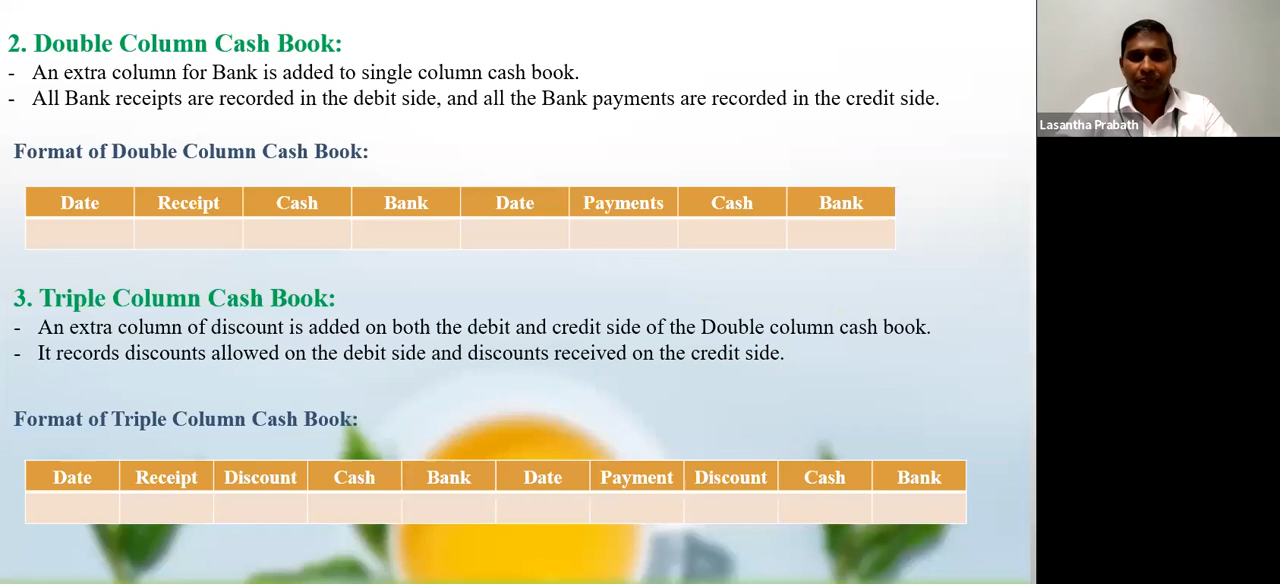 2. Double Column Cash Book:
- An extra column for Bank is added to single column cash book.
- All Bank receipts are recorded in the debit side, and all the Bank payments are recorded in the credit side.
Format of Double Column Cash Book:
Date Receipt Cash Bank Date Payments Cash Bank
3. Triple Column Cash Book:
- An extra column of discount is added on both the debit and credit side of the Double column cash book.
- It records discounts allowed on the debit side and discounts received on the credit side.
Format of Triple Column Cash Book:
Date Receipt Discount Cash Bank Date Payment Discount Cash Bank
Lasantha Prabath